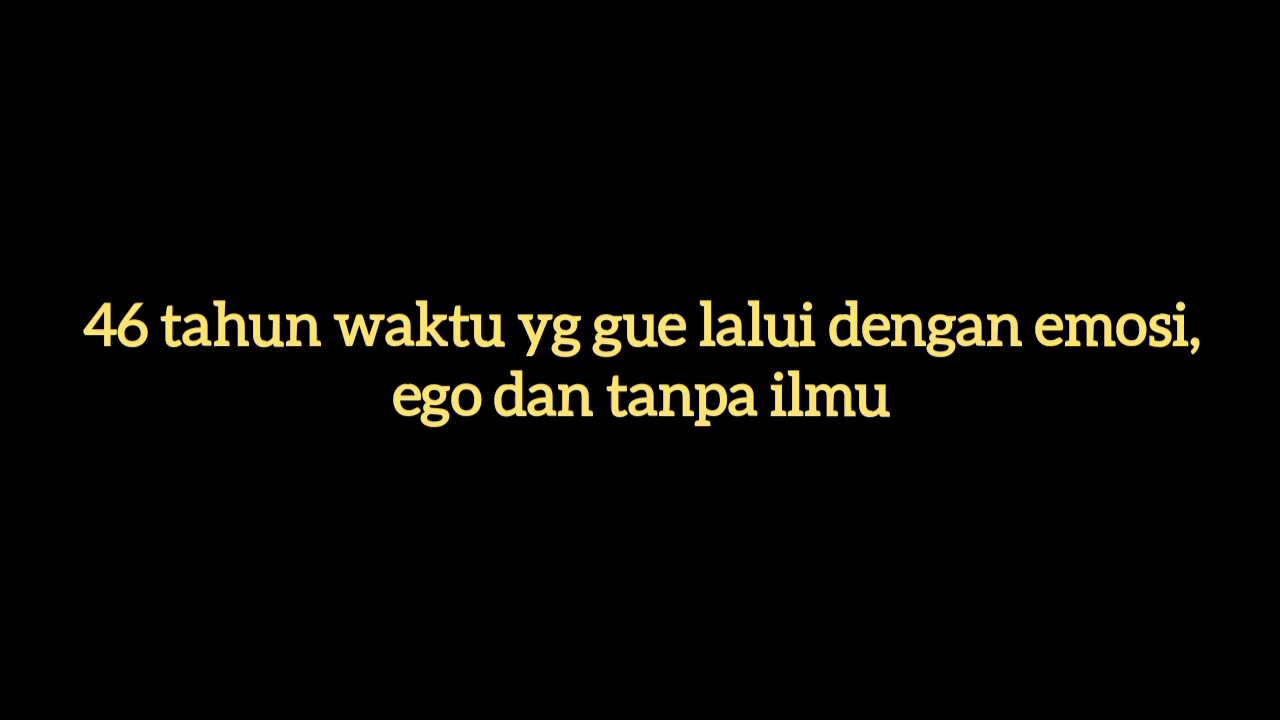 46 tahun waktu yg gue lalui dengan emosi,
ego dan tanpa ilmu